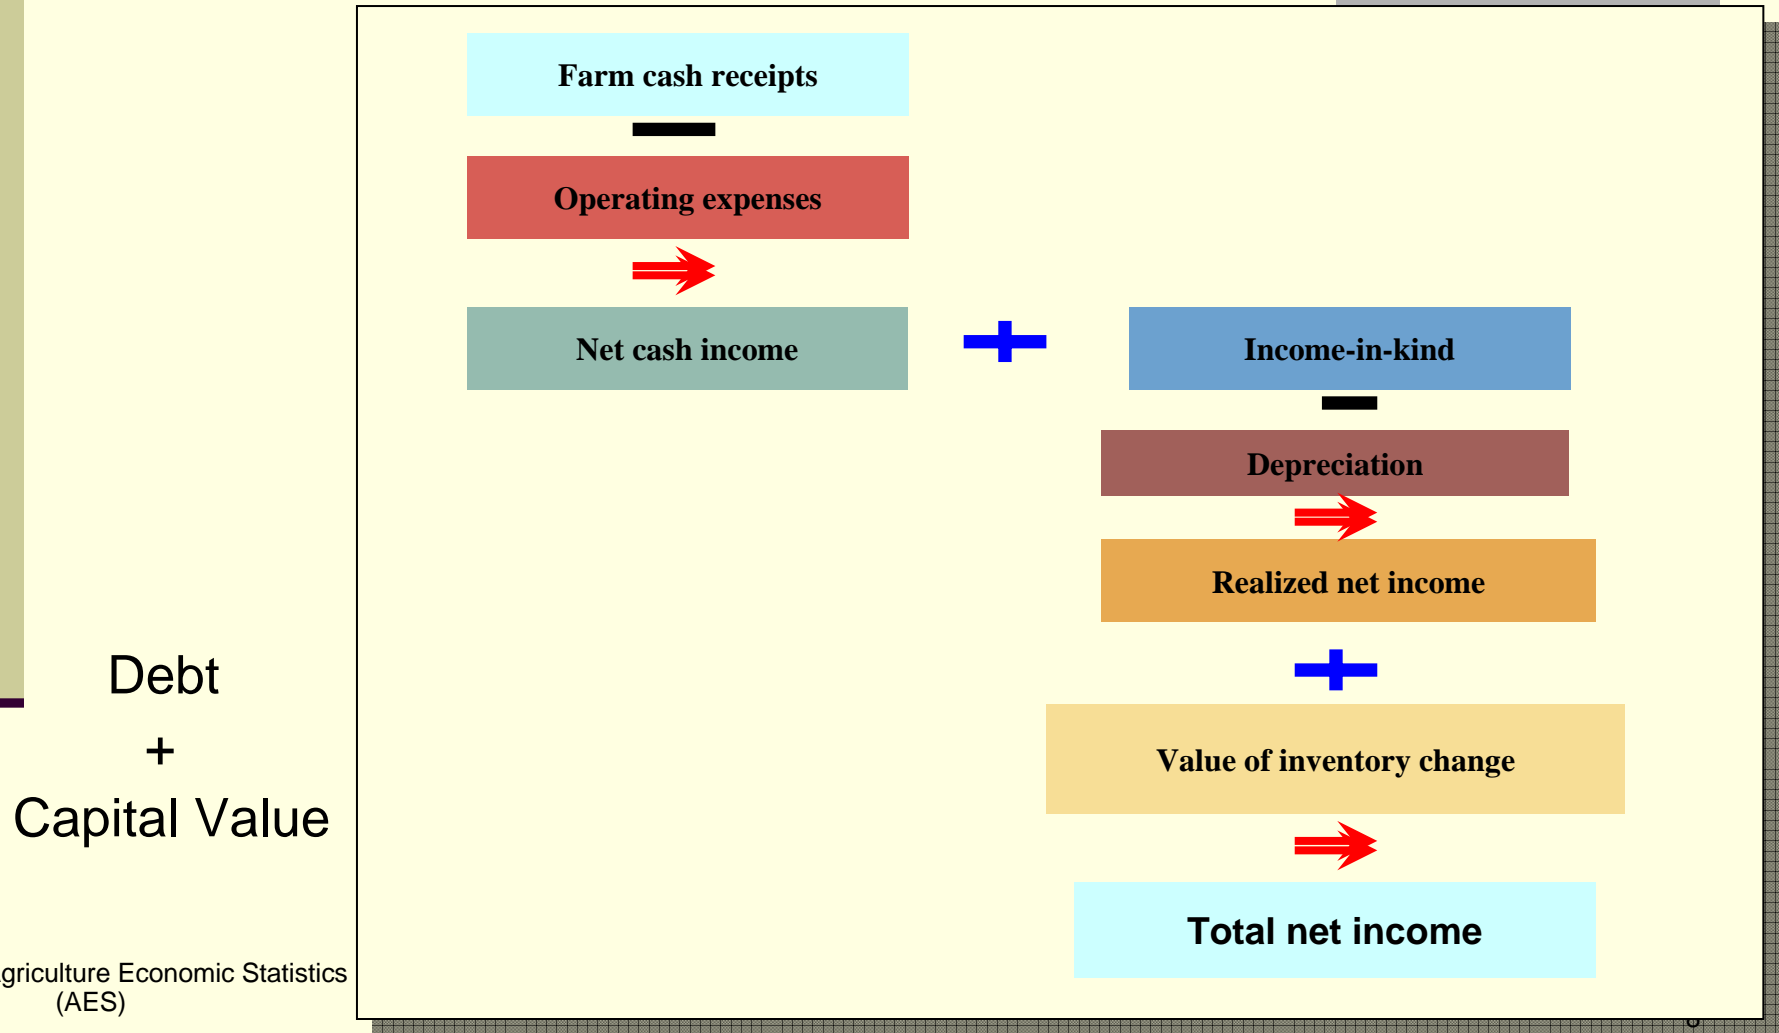 Farm cash receipts
Operating expenses
Net cash income
Income-in-kind
Depreciation
Realized net income
Value of inventory change
Total net income
Debt
+
Capital Value
griculture Economic Statistics
(AES)